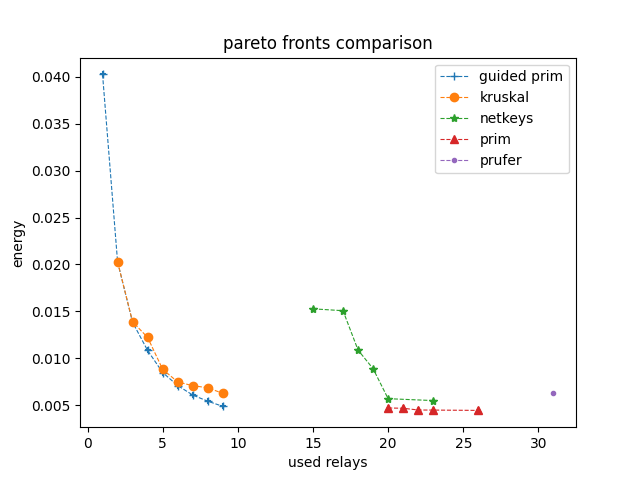 pareto fronts comparison
guided prim
kruskal
netkeys
prim
prufer
energy
0.040
0.035
0.030
0.025
0.020
0.015
0.010
0.005
0 5 10 15 20 25 30
used relays